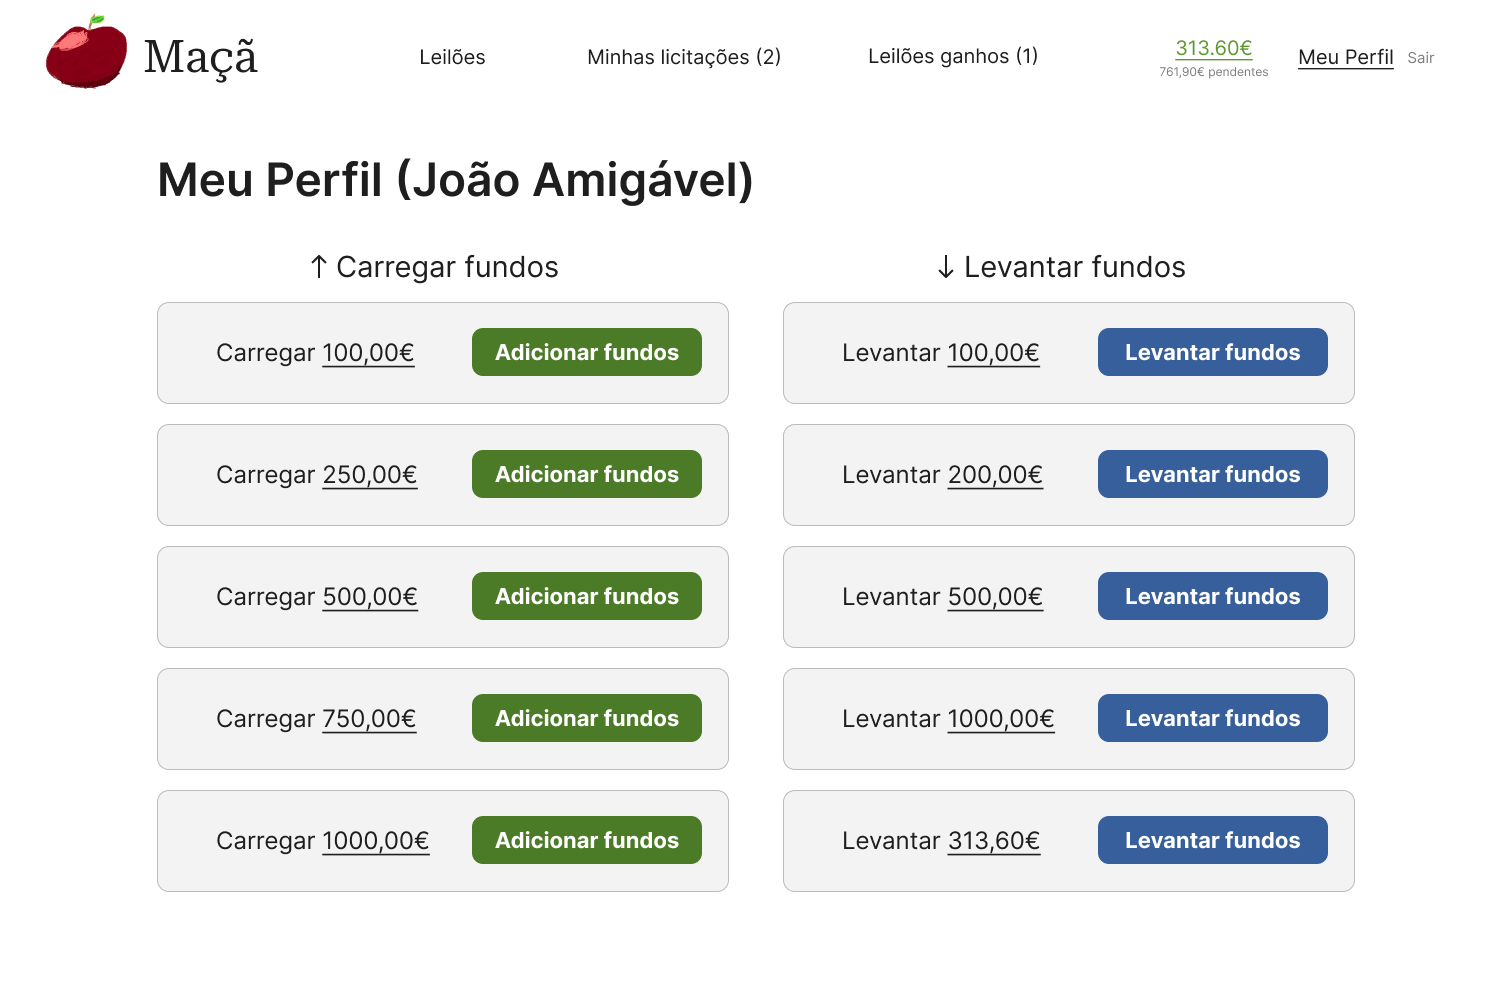 Maçã
Leilões
Minhas licitações (2)
Leilões ganhos (1)
313.60€
761,90€ pendentes
Meu Perfil
Sair
Meu Perfil (João Amigável)
↑ Carregar fundos
Carregar 100,00€
Adicionar fundos
Carregar 250,00€
Adicionar fundos
Carregar 500,00€
Adicionar fundos
Carregar 750,00€
Adicionar fundos
Carregar 1000,00€
Adicionar fundos
↓ Levantar fundos
Levantar 100,00€
Levantar fundos
Levantar 200,00€
Levantar fundos
Levantar 500,00€
Levantar fundos
Levantar 1000,00€
Levantar fundos
Levantar 313,60€
Levantar fundos